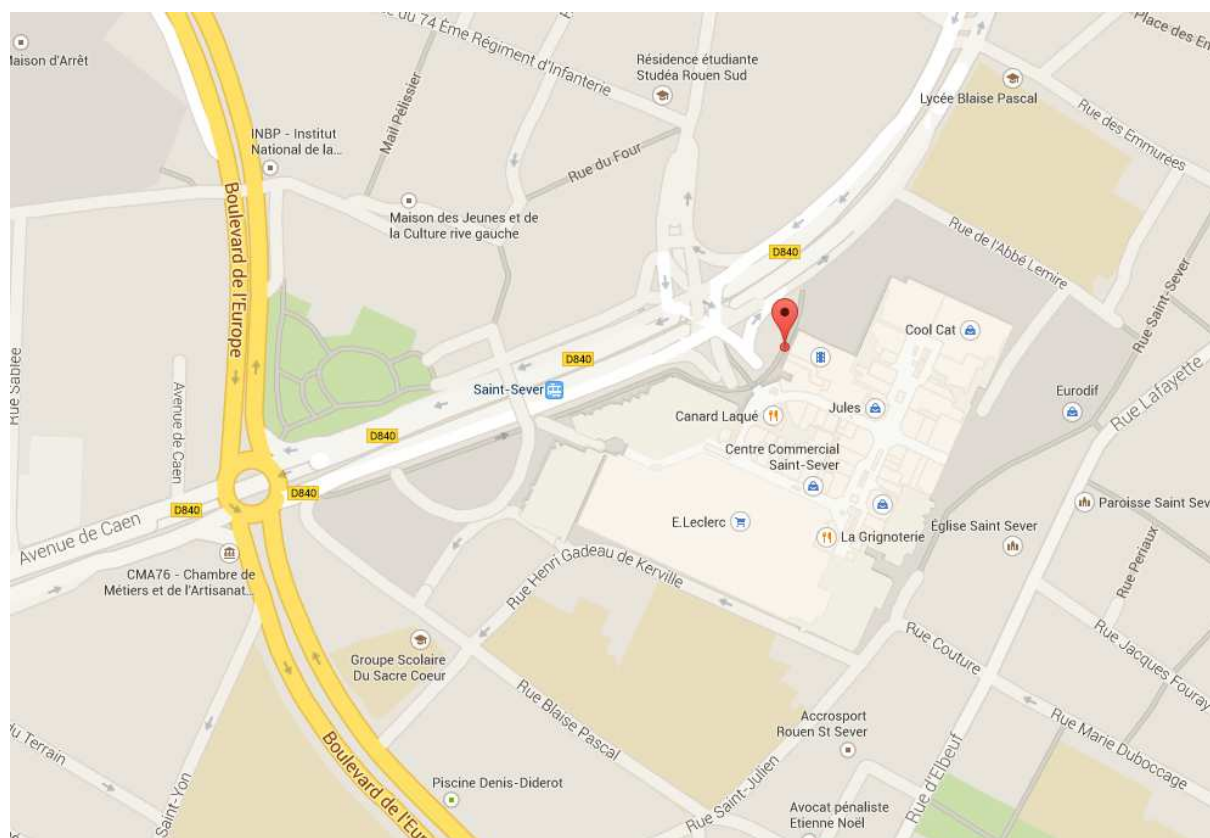 Maison d'Arrêt
du 74 Ème Régiment d'Infanterie
Résidence étudiante
Studéa Rouen Sud
Lycée Blaise Pascal
Place des Em
Rue des Emmurées
Mail Pélissier
INBP - Institut
National de la...
Rue du Four
Maison des Jeunes et de
la Culture rive gauche
Boulevard de l'Europe
D840
Rue de l'Abbé Lemire
Rue Saint-Sever
Cool Cat
Rue Sablée
Avenue de Caen
D840
Saint-Sever
Canard Laqué
Jules
Eurodif
Rue Lafayette
D840
Centre Commercial
Saint-Sever
D840
D840
Avenue de Caen
E.Leclerc
La Grignoterie
Église Saint Sever
Paroisse Saint Sev
CMA76 - Chambre de
Métiers et de l'Artisanat...
Rue Henri Gadeau de Kerville
Rue Periaux
Groupe Scolaire
Du Sacre Coeur
Rue Couture
Rue Jacques Fouray
Rue Blaise Pascal
Accrosport
Rouen St Sever
Rue Marie Duboccage
du Terrain
Saint-Yon
Boulevard de l'Europe
Piscine Denis-Diderot
Rue Saint-Julien
Rue d'Elbeuf
Avocat pénaliste
Etienne Noël